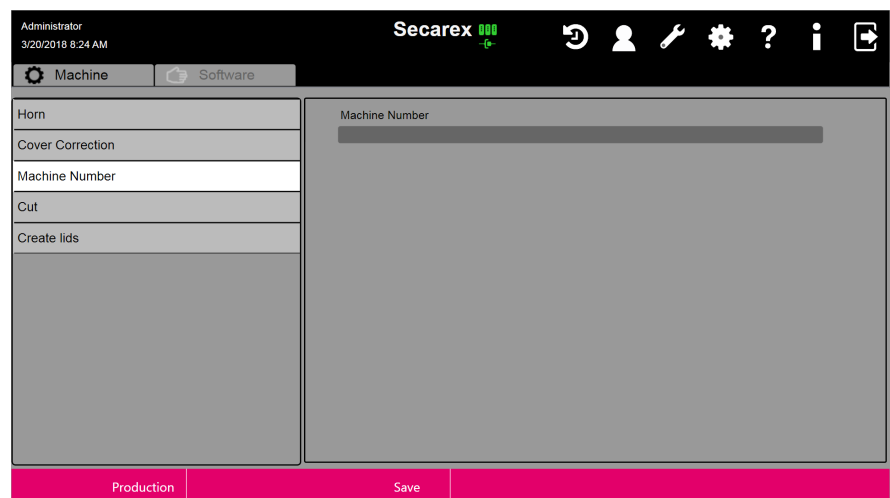 Administrator
3/20/2018 8:24 AM
Secarex
?
Machine
Software
Horn
Cover Correction
Machine Number
Cut
Create lids
Machine Number
Production
Save